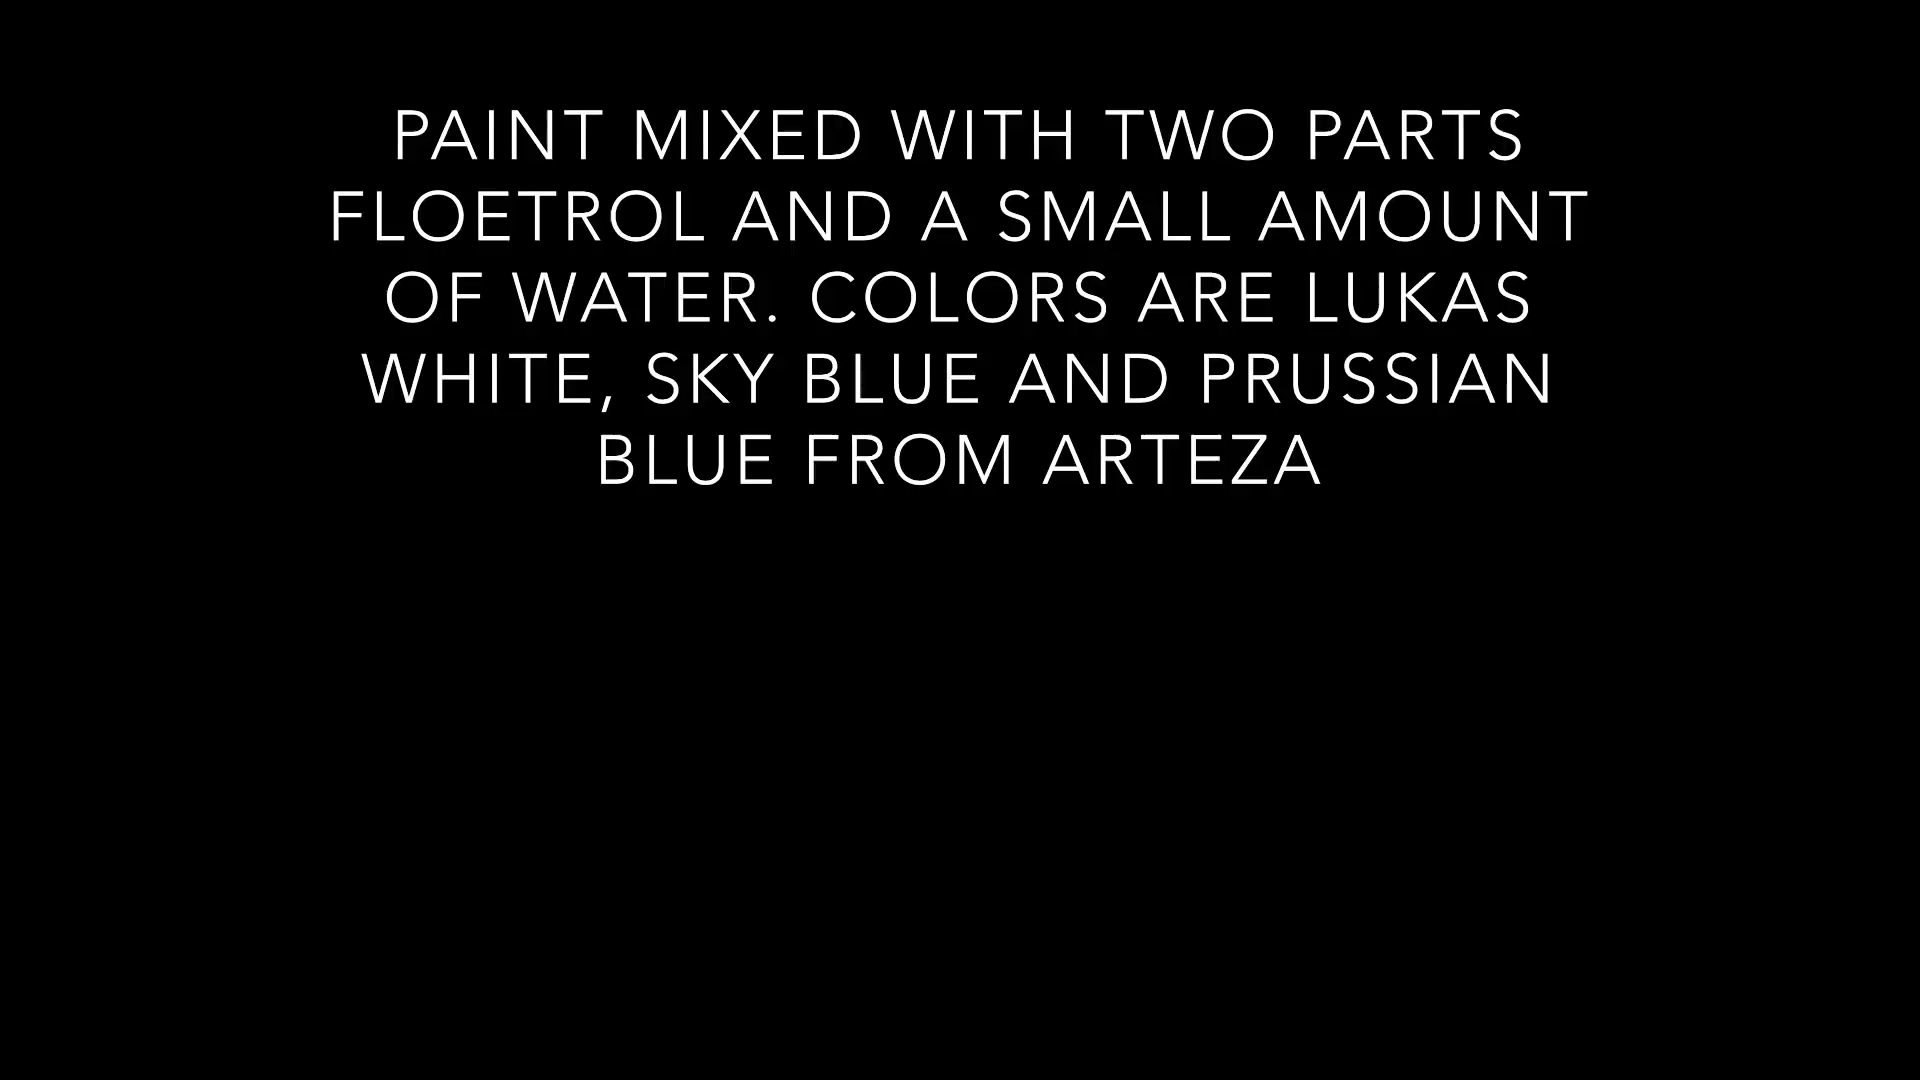 PAINT MIXED WITH TWO PARTS
FLOETROL AND A SMALL AMOUNT
OF WATER. COLORS ARE LUKAS
WHITE, SKY BLUE AND PRUSSIAN
BLUE FROM ARTEZA